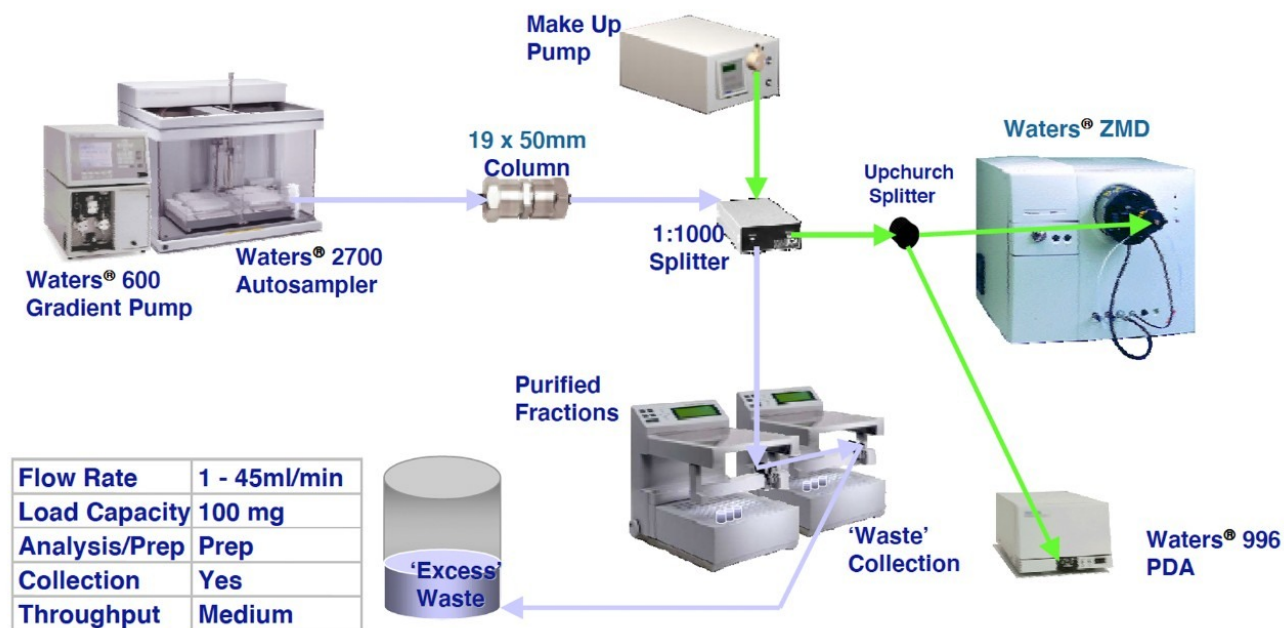 Make Up
Pump
Waters® 600
Gradient Pump
Waters® 2700
Autosampler
19 x 50mm
Column
1:1000
Splitter
Upchurch
Splitter
Waters® ZMD
Purified
Fractions
'Waste'
Collection
Waters® 996
PDA
'Excess'
Waste
Flow Rate 1 - 45ml/min
Load Capacity 100 mg
Analysis/Prep Prep
Collection Yes
Throughput Medium